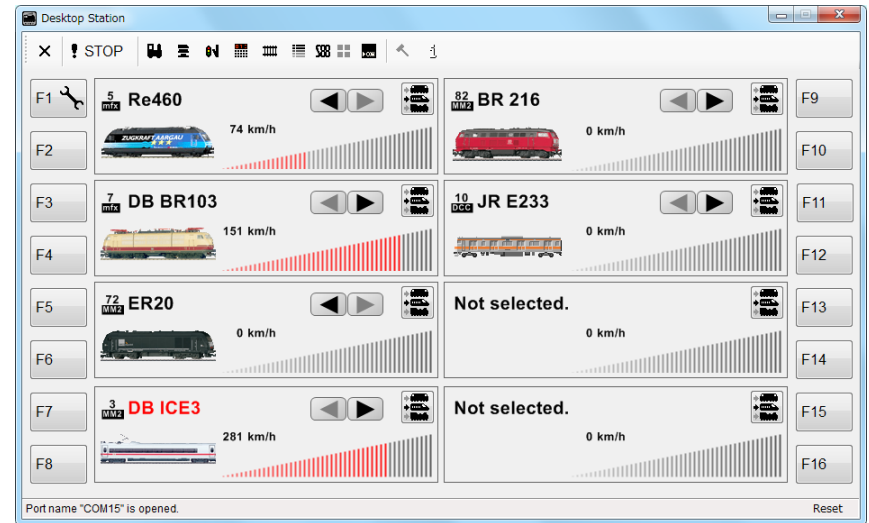 Desktop Station
STOP
S88
F1
5
mfx
Re460
ZUGKRAFT AARGAU
74 km/h
82
MM2
BR 216
0 km/h
F9
F2
F10
F3
7
mfx
DB BR103
151 km/h
10
DCC
JR E233
0 km/h
F11
F4
F12
F5
72
MM2
ER20
0 km/h
Not selected.
0 km/h
F13
F6
F14
F7
3
MM2
DB ICE3
281 km/h
Not selected.
0 km/h
F15
F8
F16
Port name "COM15" is opened.
Reset